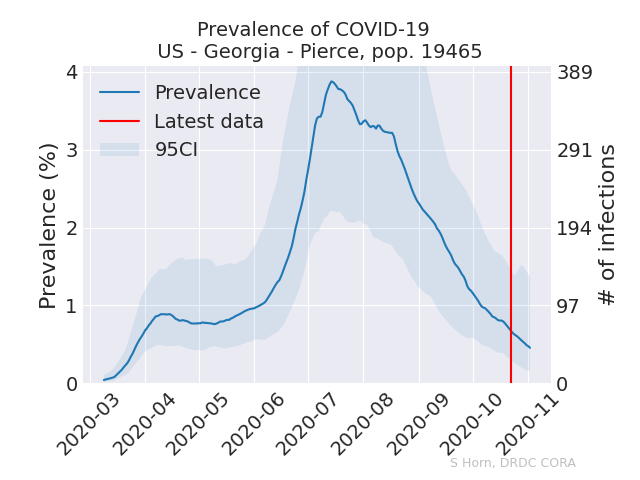 Prevalence of COVID-19
US - Georgia - Pierce, pop. 19465
Prevalence
Latest data
95CI
Prevalence (%)
4
3
2
1
0
# of infections
389
291
194
97
0
2020-03
2020-04
2020-05
2020-06
2020-07
2020-08
2020-09
2020-10
2020-11
S Horn, DRDC CORA